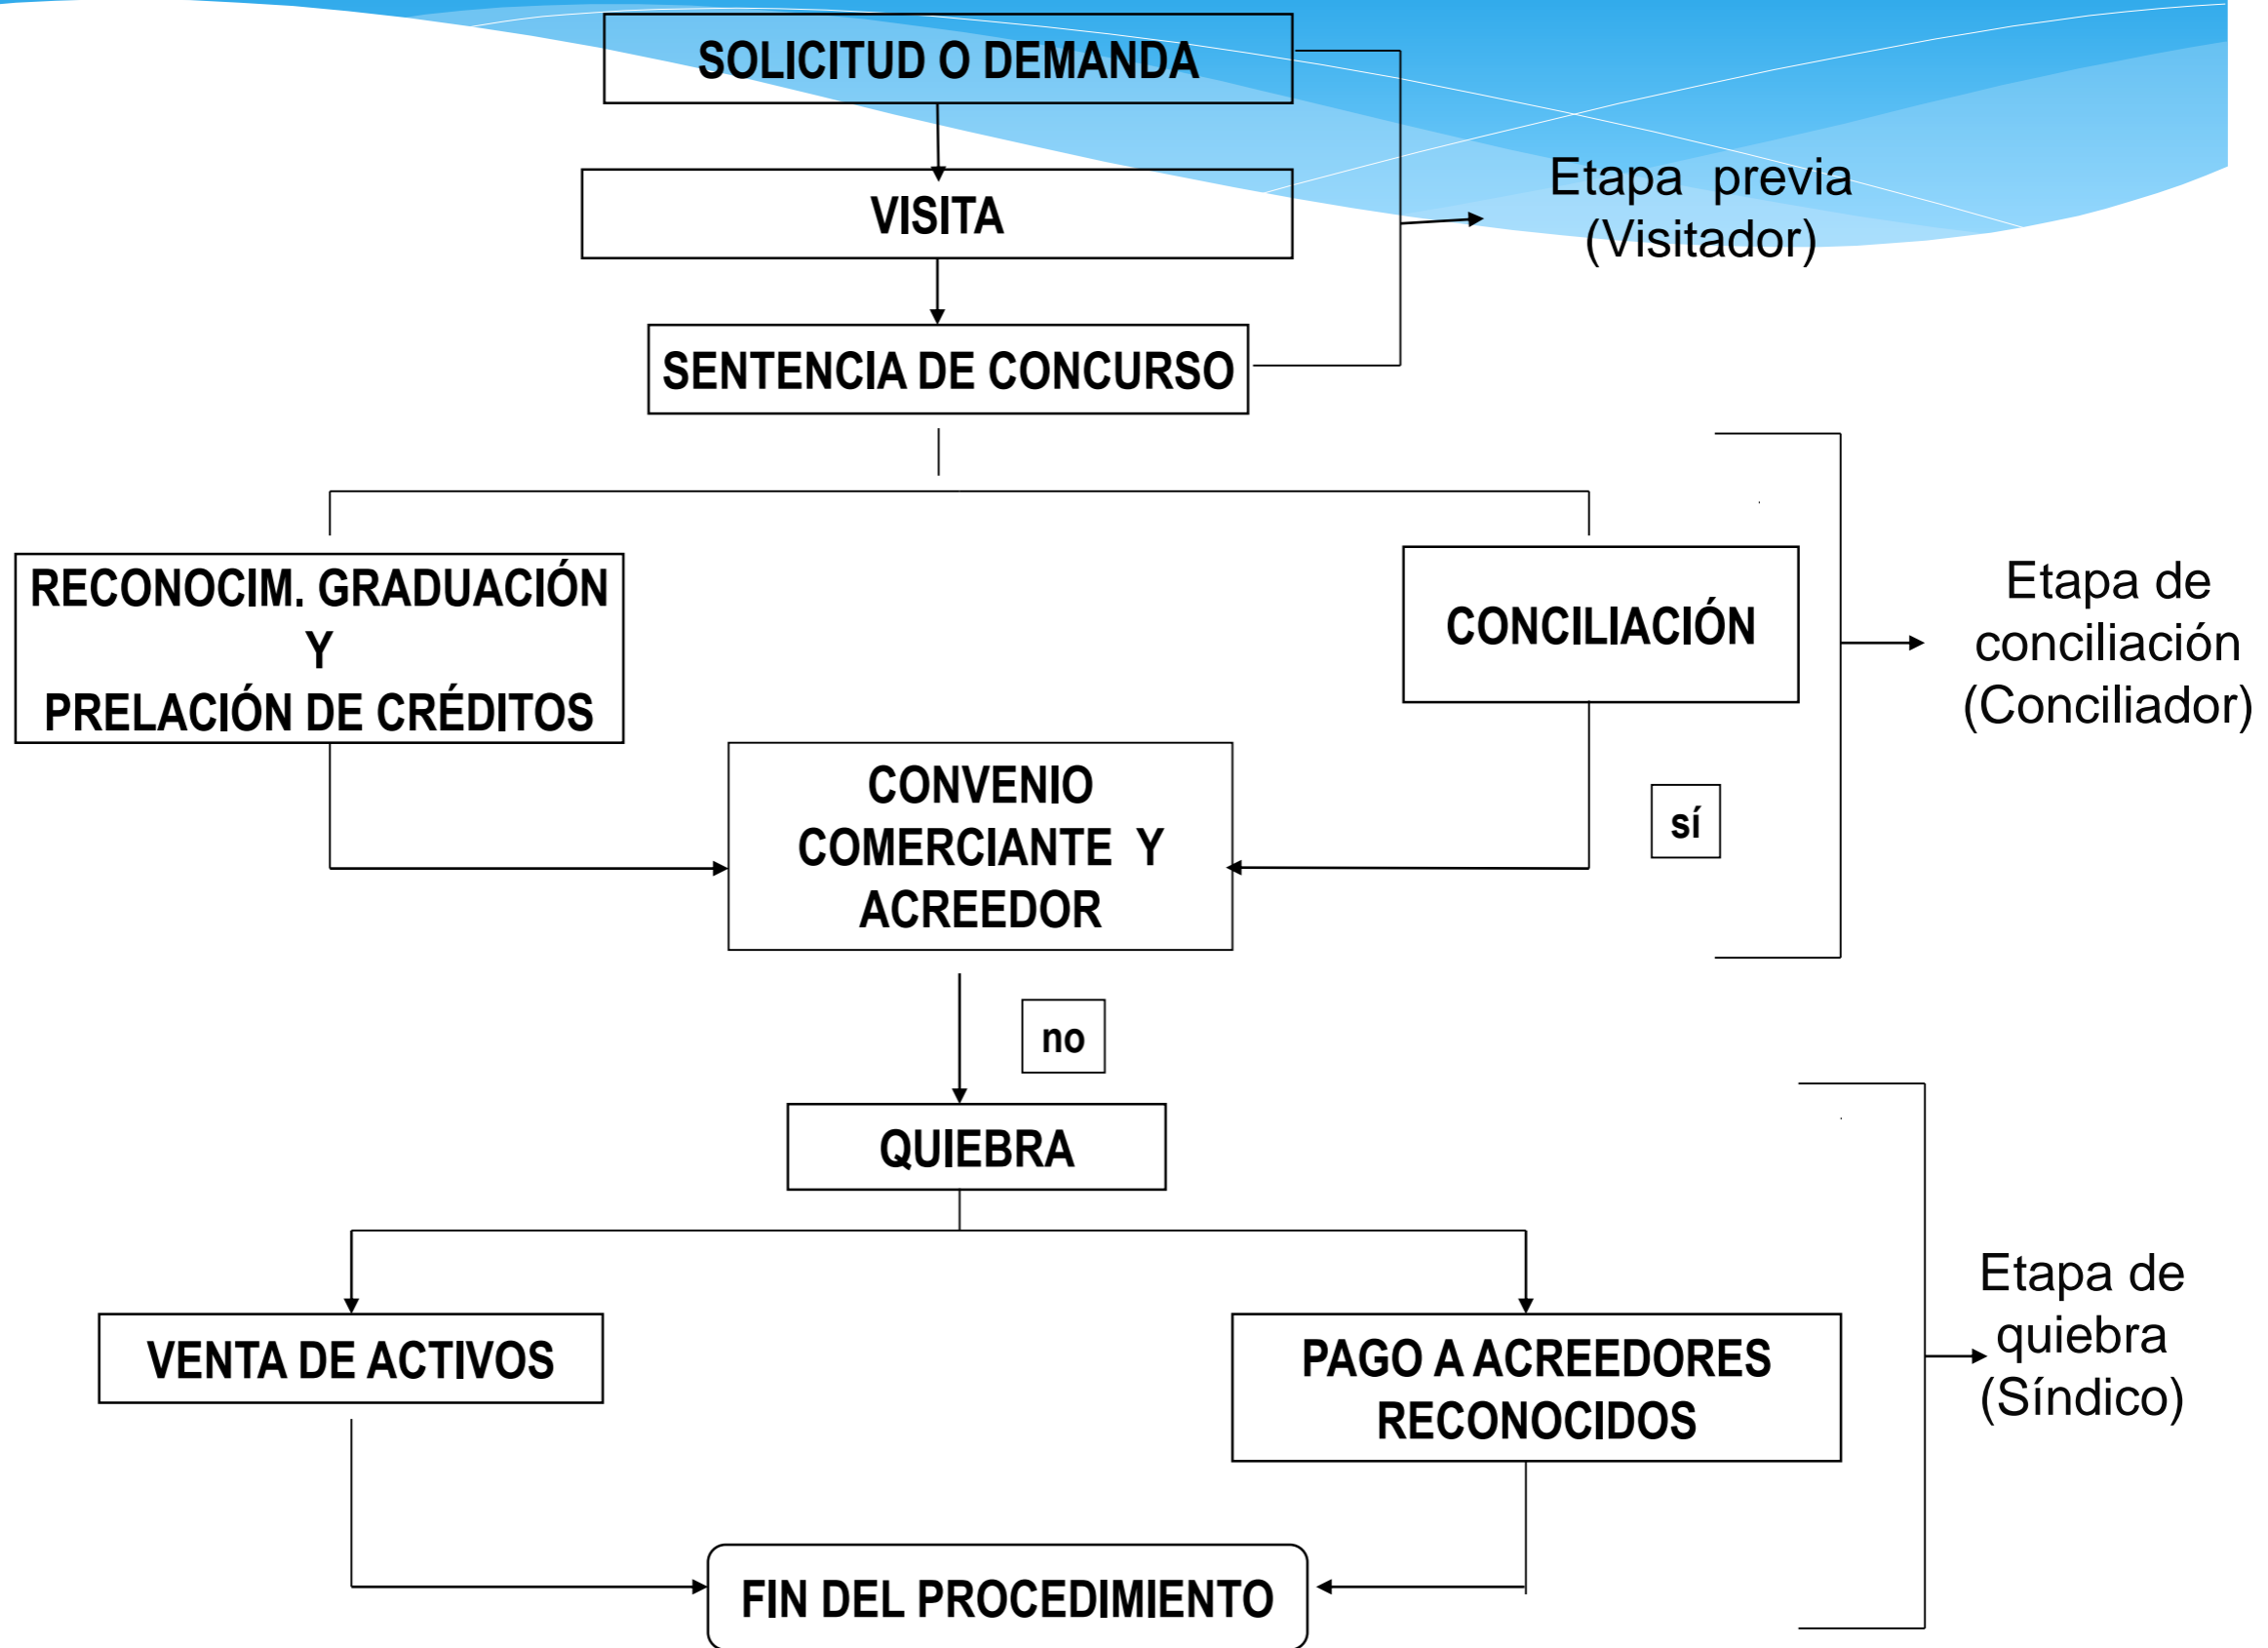 SOLICITUD O DEMANDA
VISITA
Etapa previa
(Visitador)
SENTENCIA DE CONCURSO
RECONOCIM. GRADUACIÓN
Y
PRELACIÓN DE CRÉDITOS
CONCILIACIÓN
Etapa de
conciliación
(Conciliador)
CONVENIO
COMERCIANTE Y
ACREEDOR
sí
no
QUIEBRA
VENTA DE ACTIVOS
PAGO A ACREEDORES
RECONOCIDOS
Etapa de
quiebra
(Síndico)
FIN DEL PROCEDIMIENTO